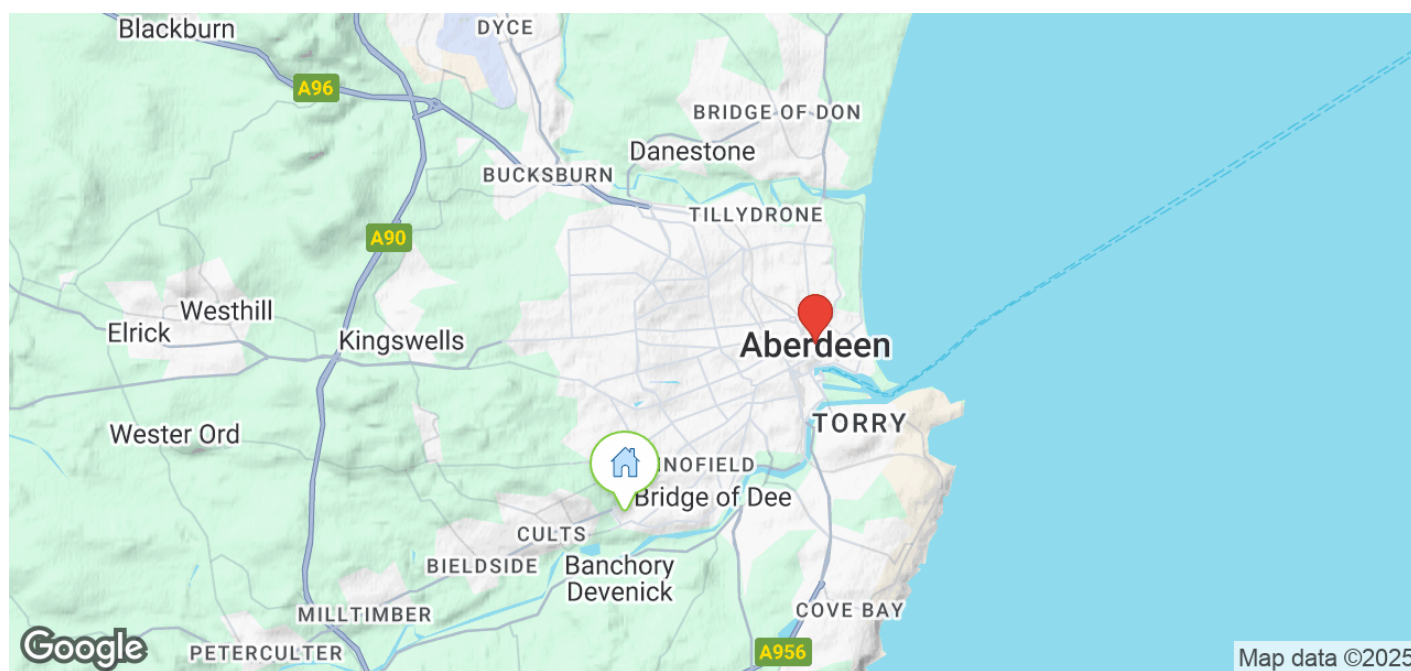 Blackburn
DYCE
A96
BRIDGE OF DON
Danestone
BUCKSBURN
TILLYDRONE
A90
Westhill
Elrick
Kingswells
Aberdeen
TORRY
Wester Ord
INOFIELD
Bridge of Dee
CULTS
BIELDSIDE
Banchory
Devenick
MILLTIMBER
COVE BAY
PETERCULTER
A956
Google
Map data ©2025